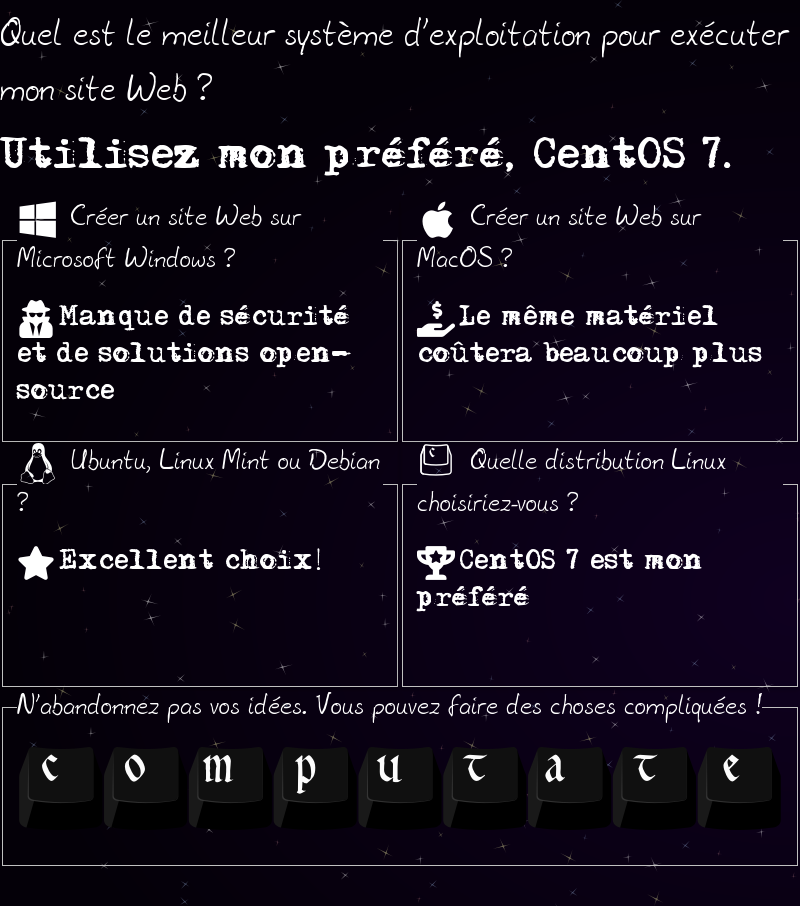 Quel est le meilleur système d'exploitation pour exécuter
mon site Web ?
Utilisez mon préféré, CentOS 7.
Créer un site Web sur
Microsoft Windows ?
Manque de sécurité
et de solutions open-
source
Créer un site Web sur
MacOS ?
Le même matériel
coûtera beaucoup plus
Ubuntu, Linux Mint ou Debian
?
Excellent choix!
Quelle distribution Linux
choisiriez-vous ?
CentOS 7 est mon
préféré
N'abandonnez pas vos idées. Vous pouvez faire des choses compliquées !
c o m p u t a t e